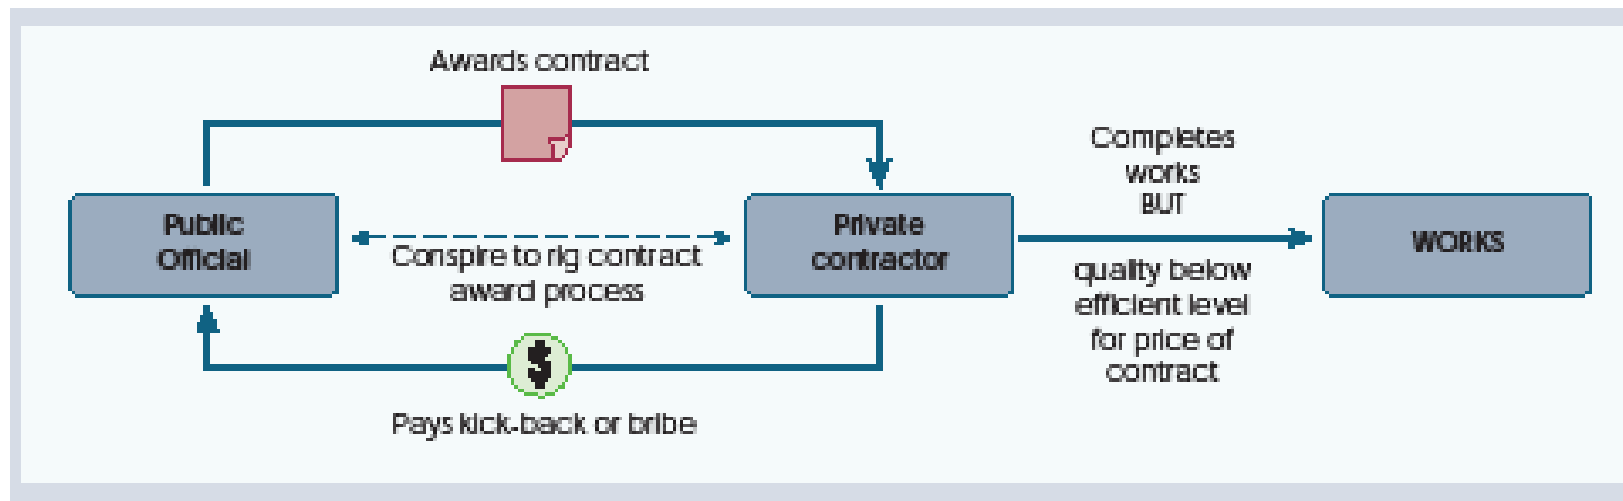 Awards contract
Completes
works
BUT
Public
Official
Private
contractor
WORKS
Conspire to rig contract
award process
quality below
efficient level
for price of
contract
$
Pays kick-back or bribe